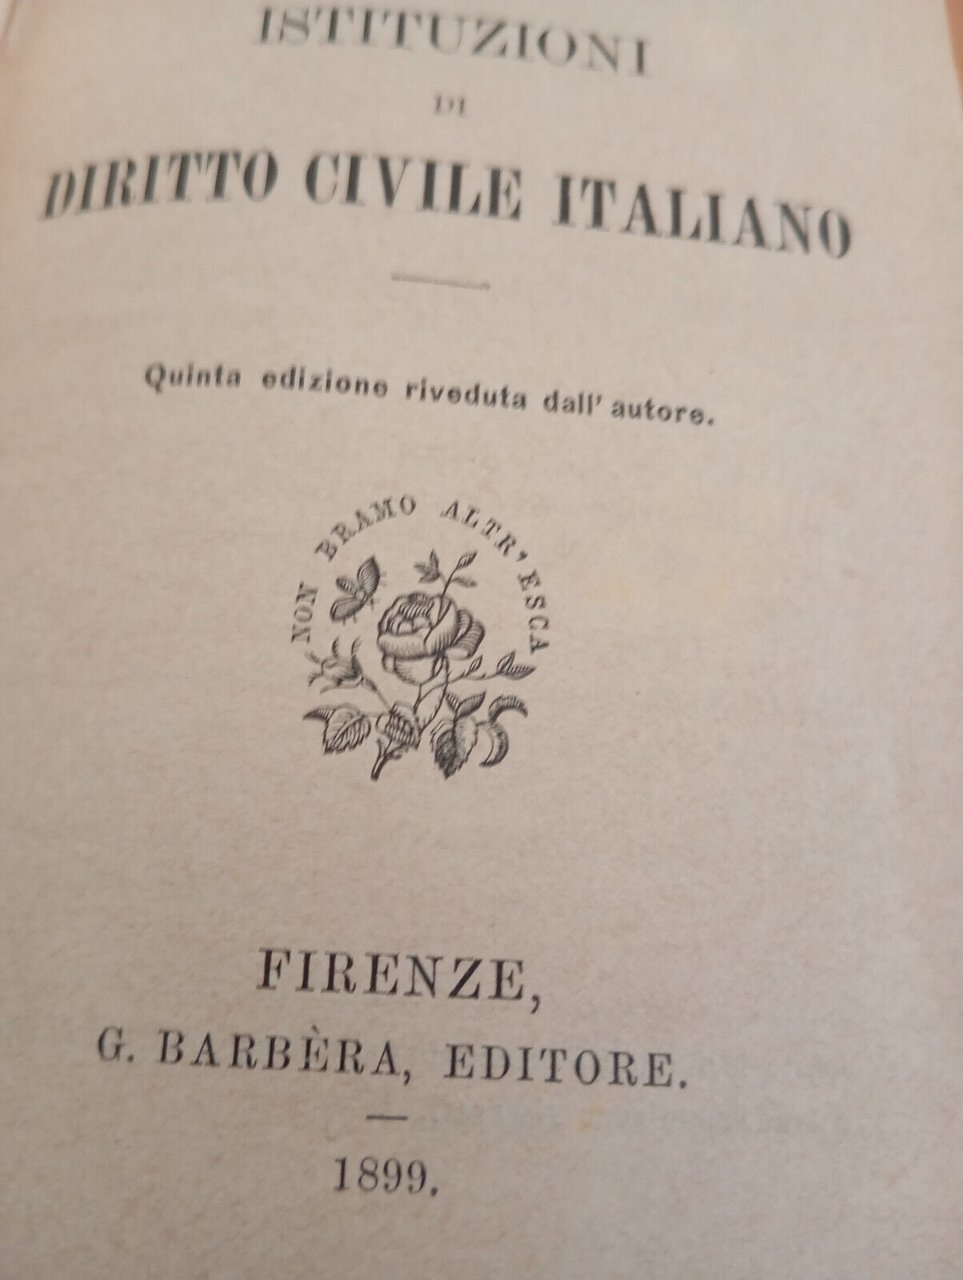 ISTITUZIONI
DI
DIRITTO CIVILE ITALIANO
Quinta edizione riveduta dall' autore.
NON BRAMO ALTR' ESCA
FIRENZE,
G. BARBÈRA, EDITORE.
1899.